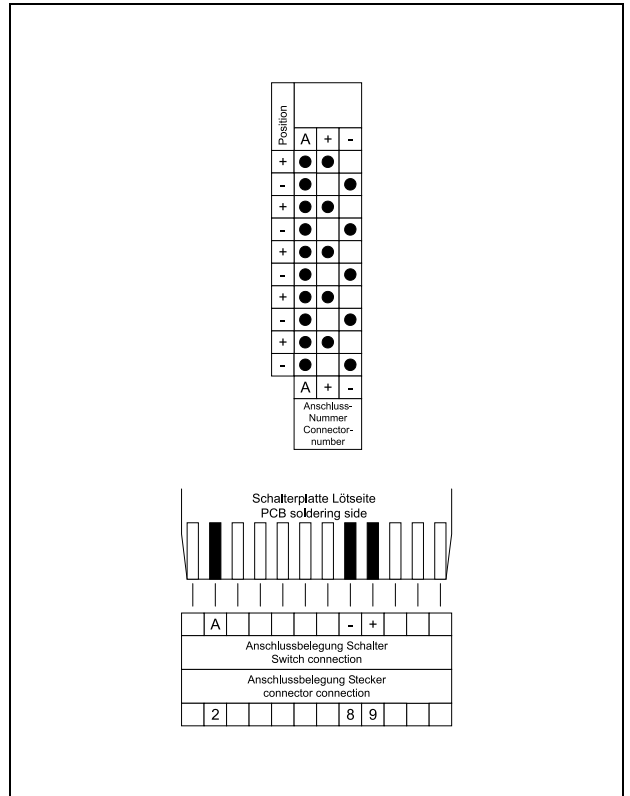 Position
A + -
+
-
+
-
+
-
+
-
+
-
A + -
Anschluss-
Nummer
Connector-
number
Schalterplatte Lötseite
PCB soldering side
A - +
Anschlussbelegung Schalter
Switch connection
Anschlussbelegung Stecker
connector connection
2 8 9